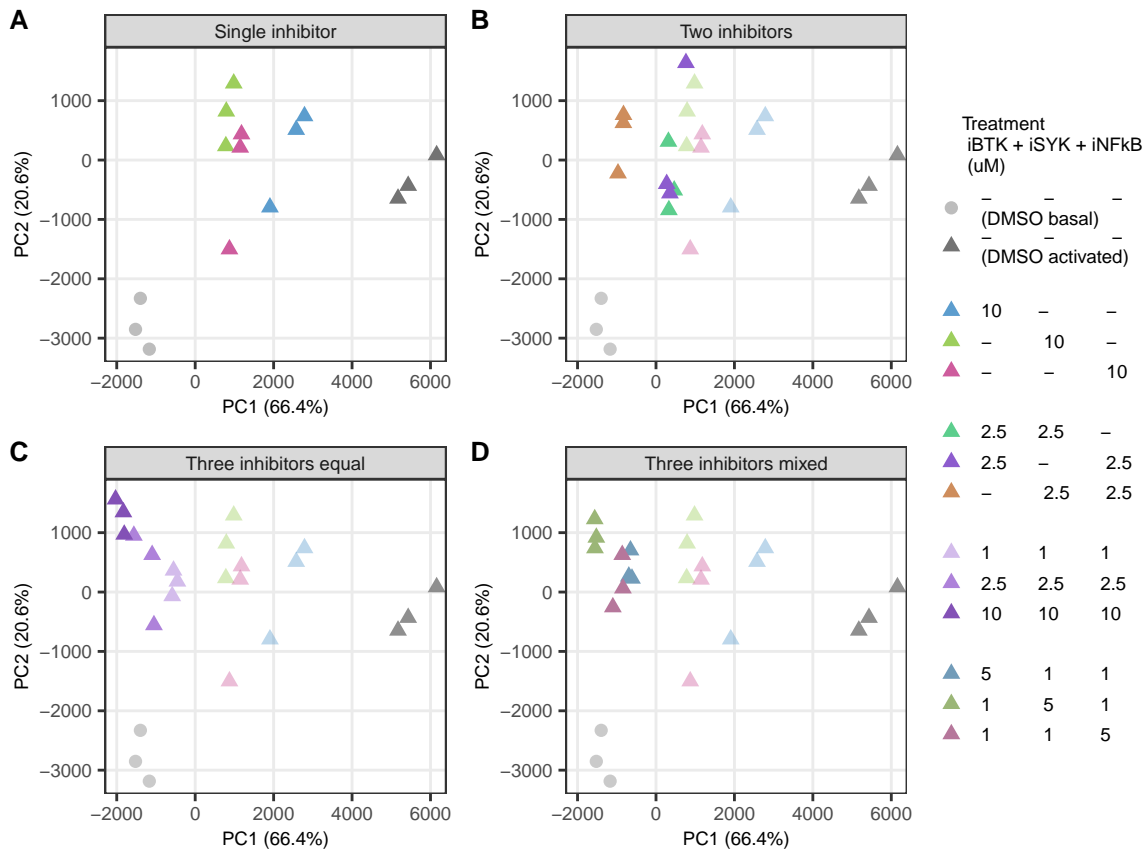 A
Single inhibitor
1000
0
−1000
−2000
−3000
PC2 (20.6%)
−2000 0 2000 4000 6000
PC1 (66.4%)
B
Two inhibitors
1000
0
−1000
−2000
−3000
PC2 (20.6%)
−2000 0 2000 4000 6000
PC1 (66.4%)
C
Three inhibitors equal
1000
0
−1000
−2000
−3000
PC2 (20.6%)
−2000 0 2000 4000 6000
PC1 (66.4%)
D
Three inhibitors mixed
1000
0
−1000
−2000
−3000
PC2 (20.6%)
−2000 0 2000 4000 6000
PC1 (66.4%)
Treatment
iBTK + iSYK + iNFkB
(uM)
– – –
(DMSO basal)
– – –
(DMSO activated)
10 – –
– 10 –
– – 10
2.5 2.5 –
2.5 – 2.5
– 2.5 2.5
1 1 1
2.5 2.5 2.5
10 10 10
5 1 1
1 5 1
1 1 5